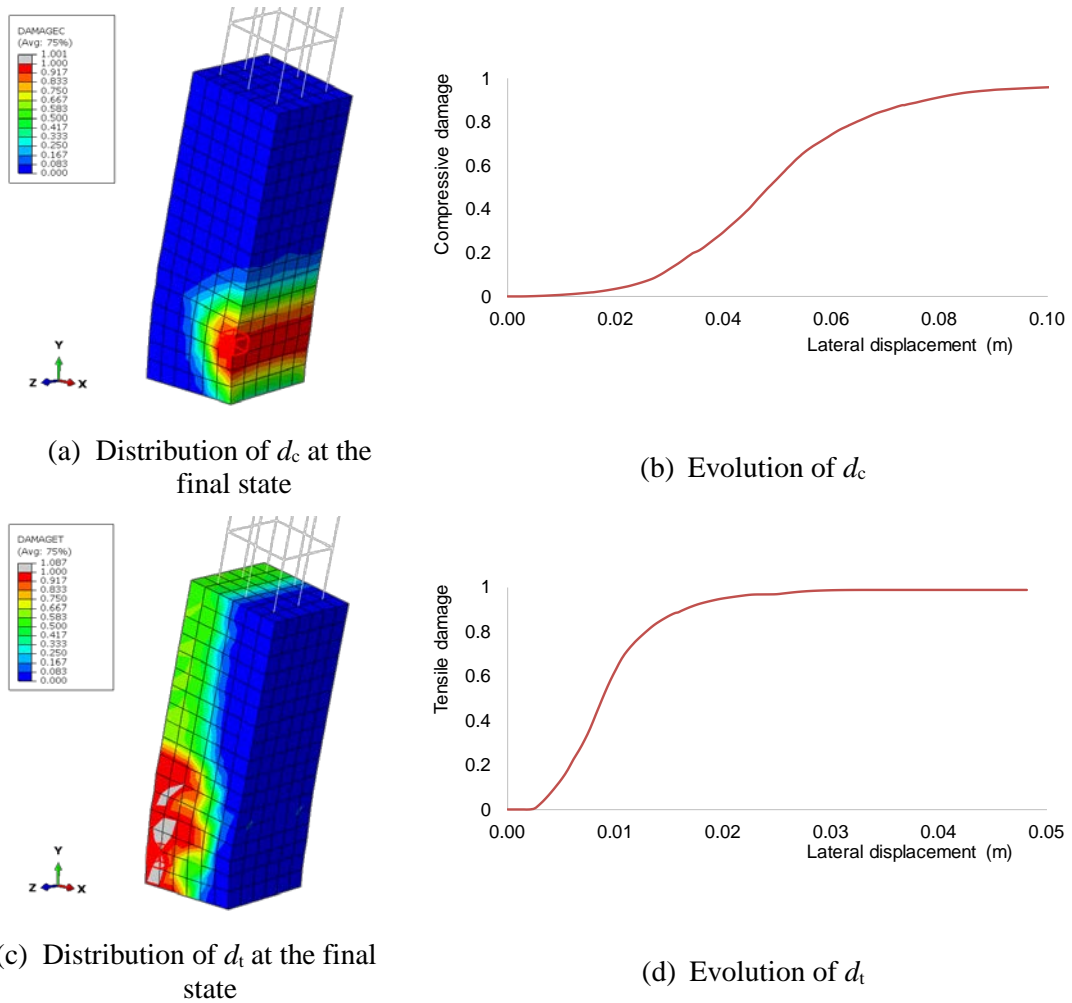 DAMAGEC
(Avg: 75%)
1.001
1.000
0.917
0.833
0.750
0.667
0.583
0.500
0.417
0.333
0.250
0.167
0.083
0.000
Y
Z X
(a) Distribution of dc at the
final state
Compressive damage
1
0.8
0.6
0.4
0.2
0
0.00 0.02 0.04 0.06 0.08 0.10
Lateral displacement (m)
(b) Evolution of dc
DAMAGET
(Avg: 75%)
1.087
1.000
0.917
0.833
0.750
0.667
0.583
0.500
0.417
0.333
0.250
0.167
0.083
0.000
Y
Z X
(c) Distribution of dt at the final
state
Tensile damage
1
0.8
0.6
0.4
0.2
0
0.00 0.01 0.02 0.03 0.04 0.05
Lateral displacement (m)
(d) Evolution of dt